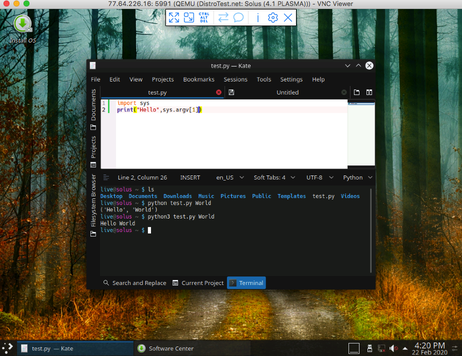 77.64.226.16: 5991 (QEMU (DistroTest.net: Solus (4.1 PLASMA))) - VNC Viewer
CTRL
ALT
DEL
Install OS
test.py — Kate
File Edit View Projects Bookmarks Sessions Tools Settings Help
test.py Untitled
Documents
Projects
Filesystem Browser
1 import sys
2 print("Hello",sys.argv[1])
Line 2, Column 26 INSERT en_US Soft Tabs: 4 UTF-8 Python
live@solus ~ $ ls
Desktop Documents Downloads Music Pictures Public Templates test.py Videos
live@solus ~ $ python test.py World
('Hello', 'World')
live@solus ~ $ python3 test.py World
Hello World
live@solus ~ $
Search and Replace Current Project Terminal
test.py — Kate Software Center
4:20 PM
22 Feb 2020